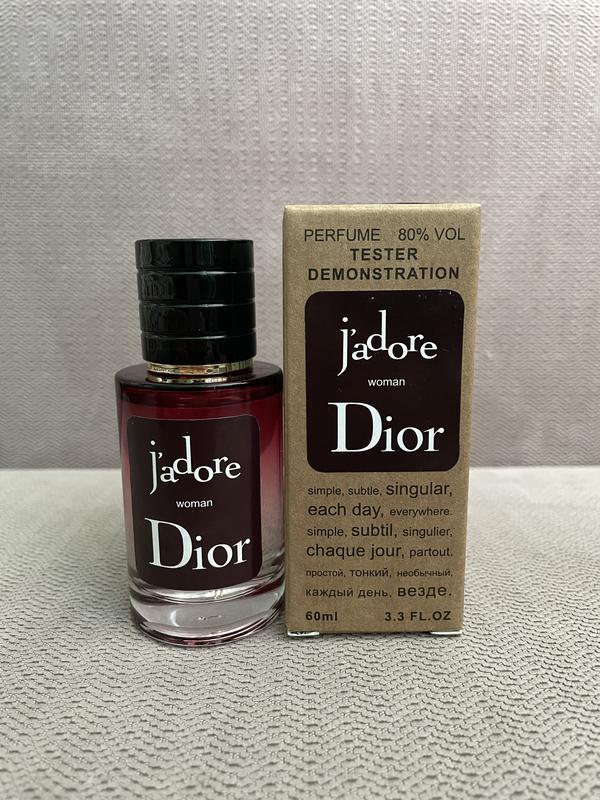 j'adore
woman
Dior
PERFUME 80% VOL
TESTER
DEMONSTRATION
j'adore
woman
Dior
simple, subtle, singular,
each day, everywhere.
simple, subtil, singulier,
chaque jour, partout.
простой, тонкий, необычный.
каждый день, везде.
60ml 3.3 FL.OZ